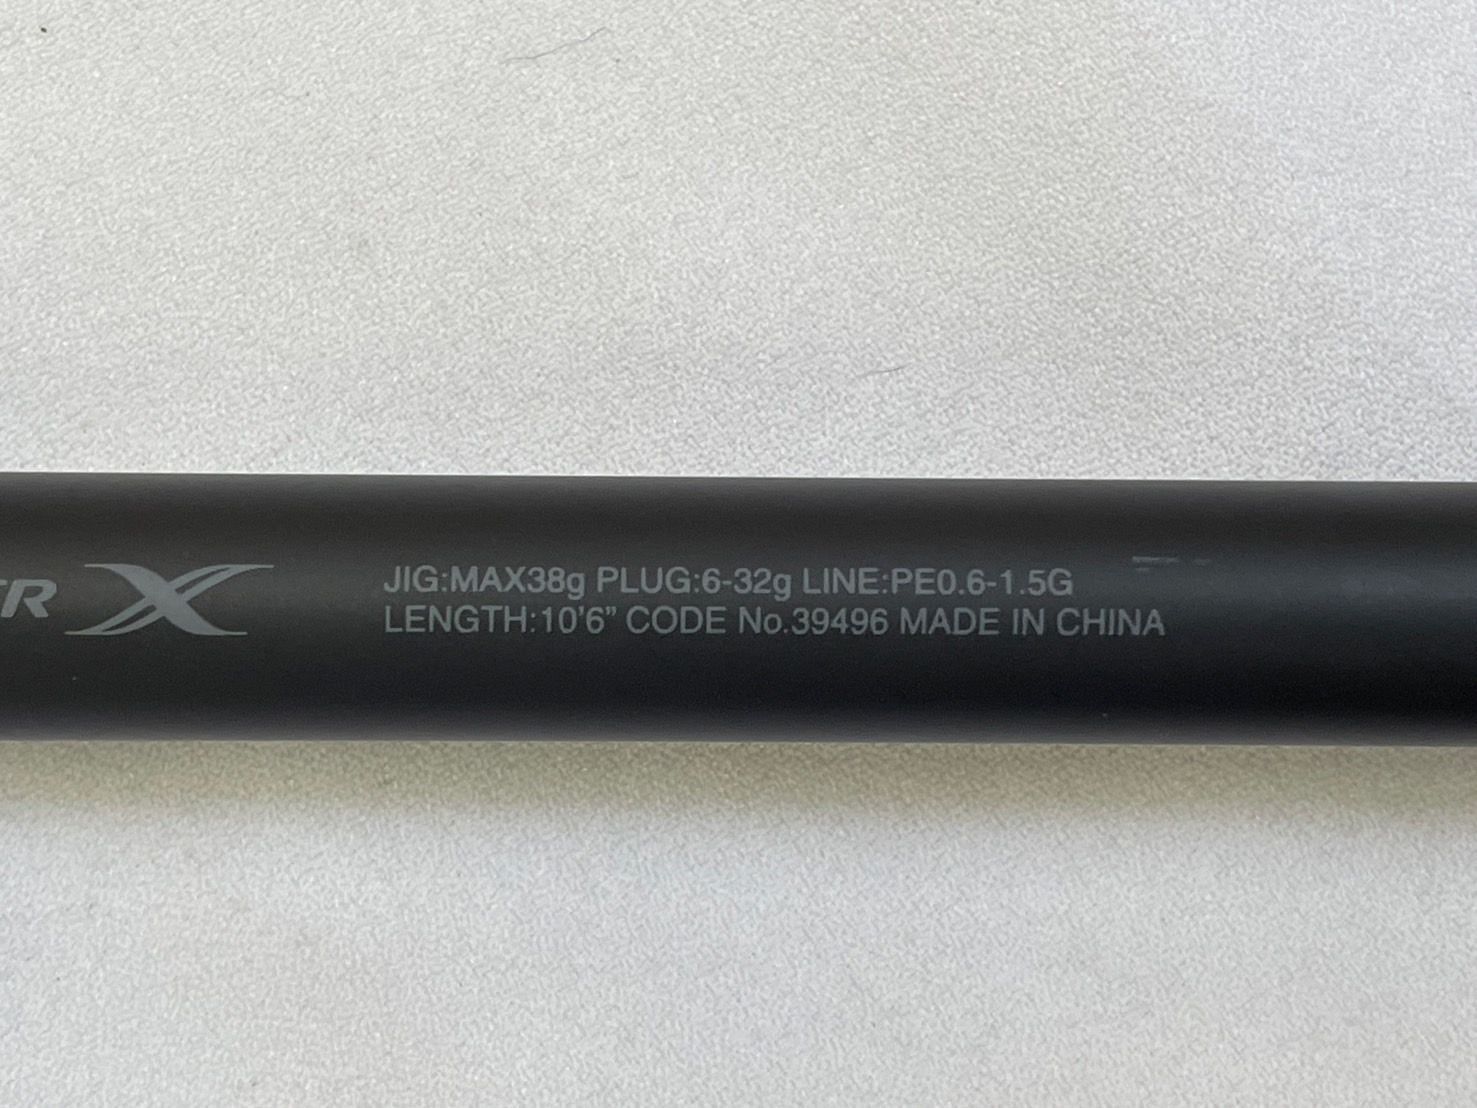 JIG:MAX38g PLUG:6-32g LINE:PE0.6-1.5G
LENGTH:10'6" CODE No.39496 MADE IN CHINA